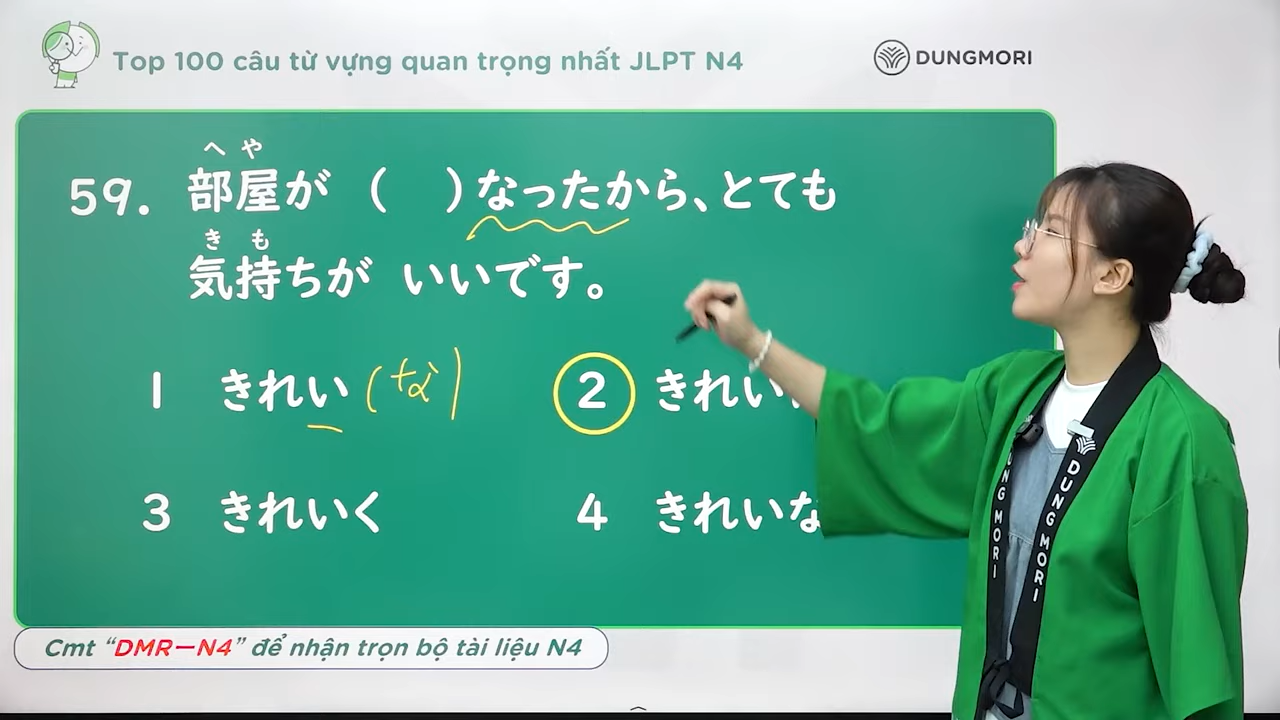 Top 100 câu từ vựng quan trọng nhất JLPT N4
DUNGMORI
へ や
59. 部屋が ( )なったから、とても
き も
気持ちが いいです。
1 きれい (な)
2 きれい
3 きれいく
4 きれいな
Cmt “DMR–N4” để nhận trọn bộ tài liệu N4
DUNG MORI
DUNG MORI